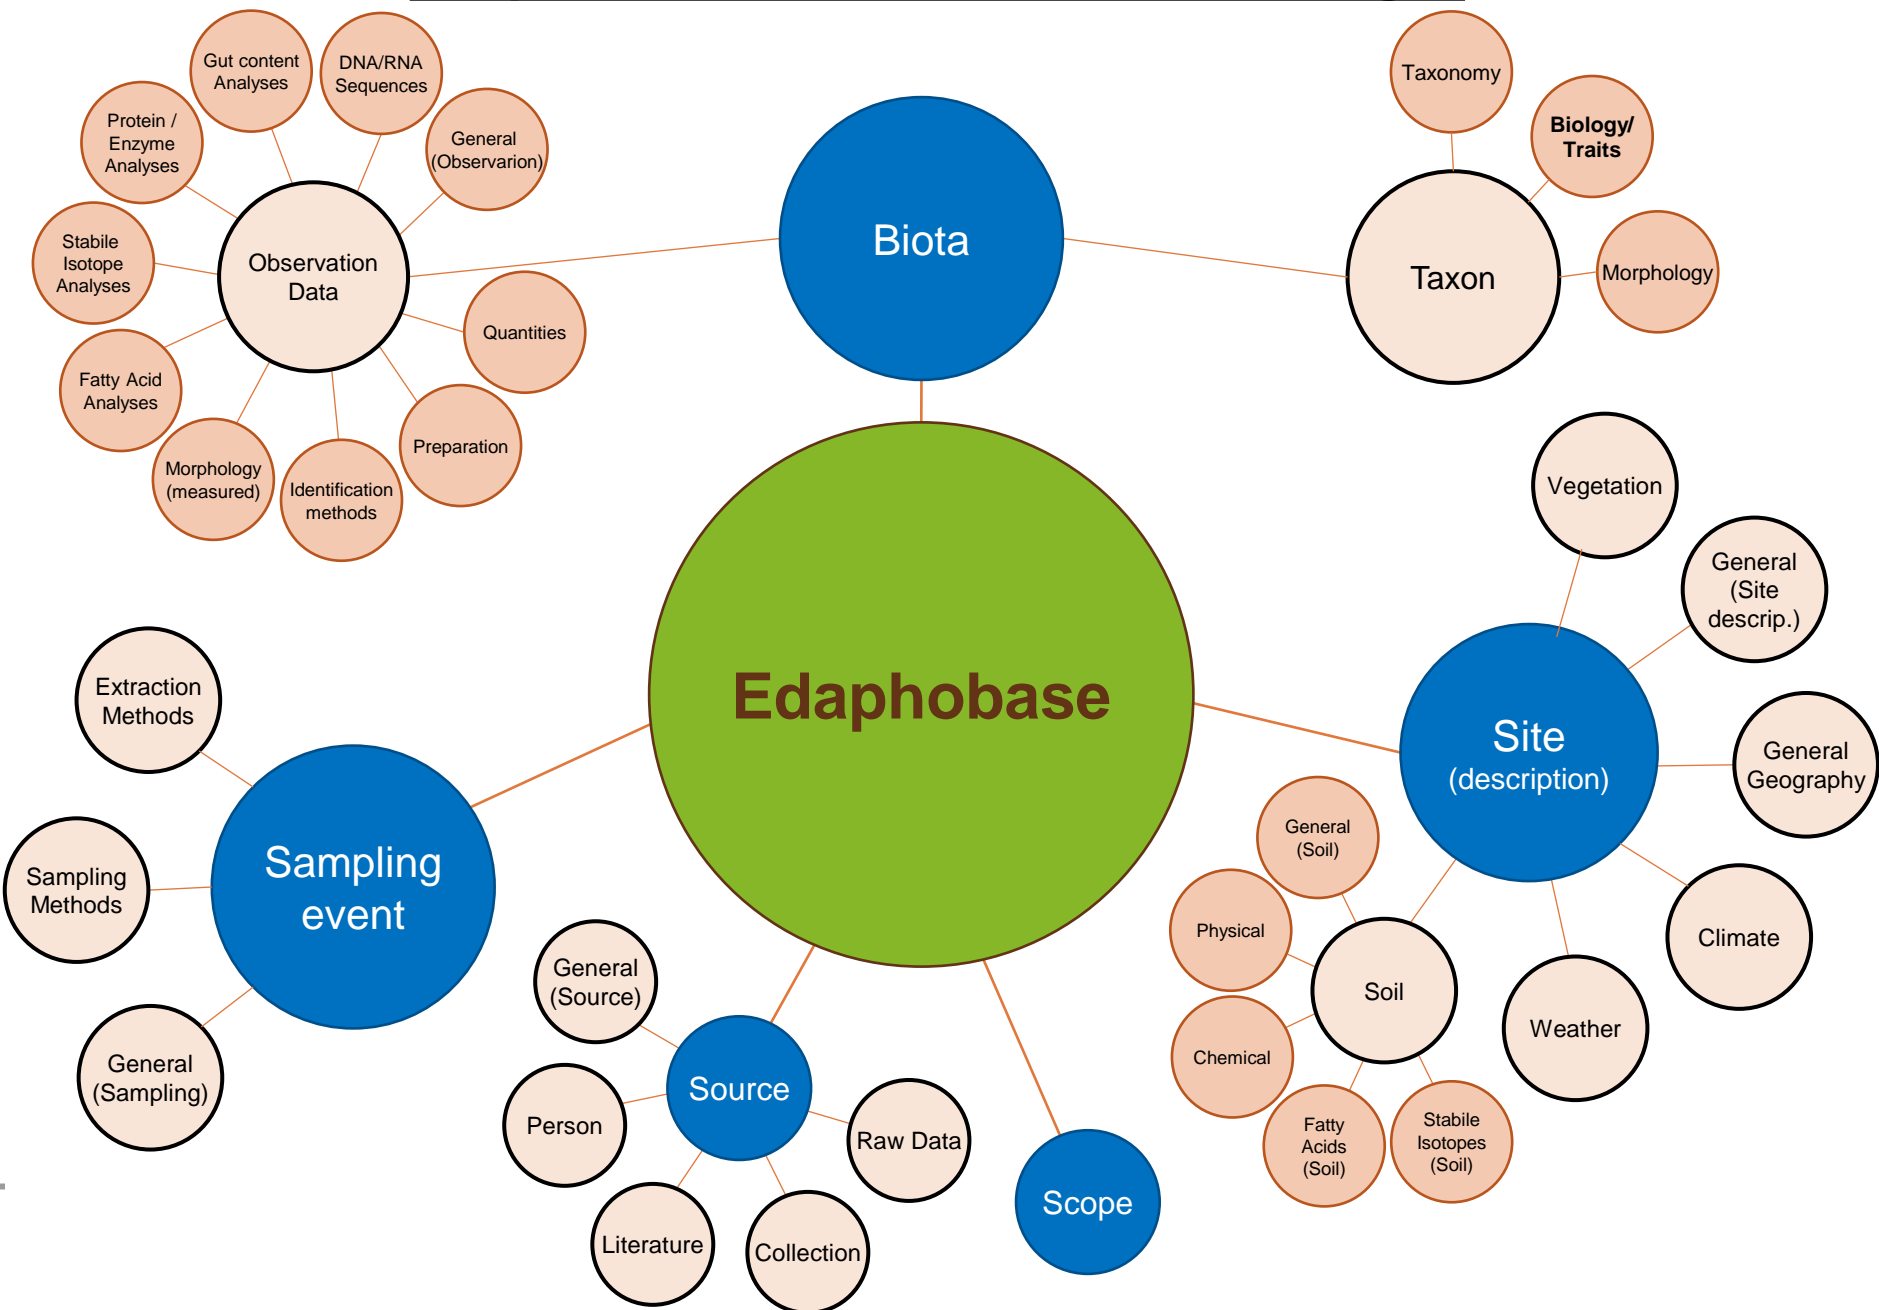 Gut content
Analyses
DNA/RNA
Sequences
Protein /
Enzyme
Analyses
General
(Observarion)
Stabile
Isotope
Analyses
Observation
Data
Quantities
Fatty Acid
Analyses
Preparation
Morphology
(measured)
Identification
methods
Biota
Taxonomy
Biology/
Traits
Taxon
Morphology
Edaphobase
Vegetation
General
(Site
descrip.)
Site
(description)
General
Geography
Climate
Weather
Soil
General
(Soil)
Physical
Chemical
Fatty
Acids
(Soil)
Stabile
Isotopes
(Soil)
Extraction
Methods
Sampling
Methods
Sampling
event
General
(Sampling)
General
(Source)
Person
Source
Raw Data
Literature
Collection
Scope